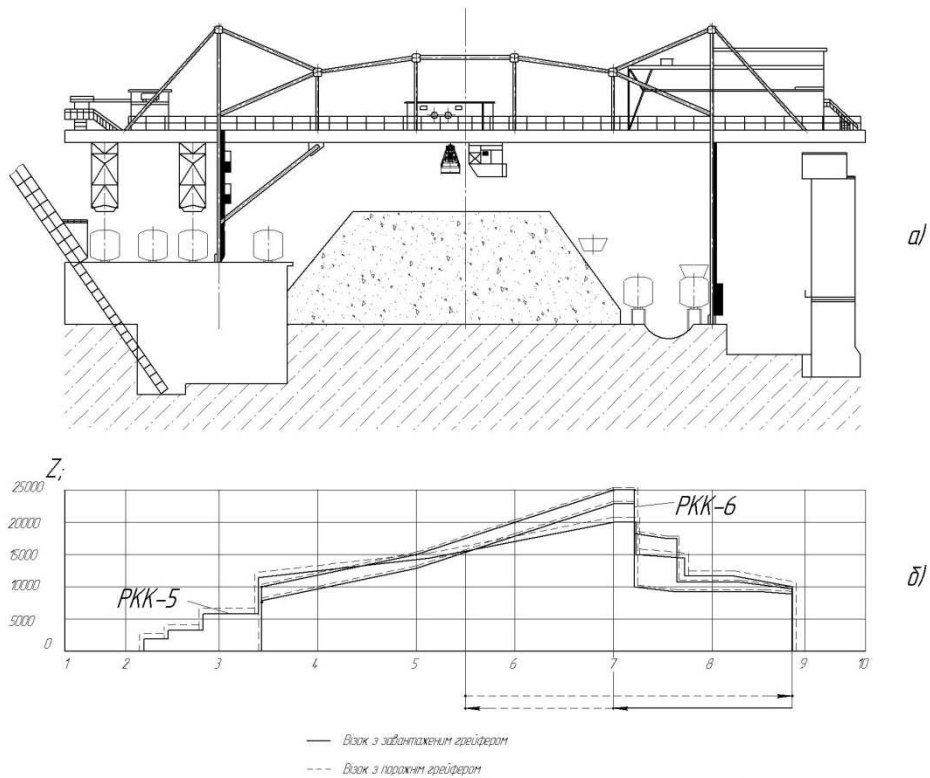 а)
Z;
25000
20000
15000
10000
5000
0
РКК-6
РКК-5
б)
1 2 3 4 5 6 7 8 9 10
Візок з завантаженим грейфером
Візок з порожнім грейфером